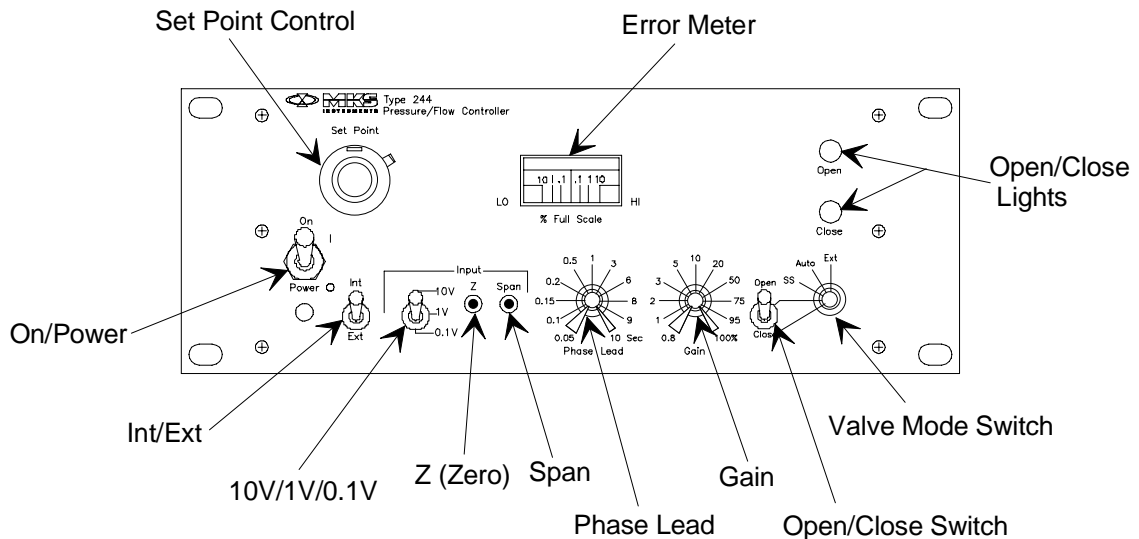 Set Point Control
Error Meter
MKS
INSTRUMENTS
Type 244
Pressure/Flow Controller
Set Point
Open
Open/Close
Lights
10 1 .1 .1 1 10
LO
HI
% Full Scale
Close
On
I
Power
O
Int
Ext
Input
10V
1V
0.1V
Z
Span
0.05
0.1
0.15
0.2
0.5
1
3
6
8
9
10 Sec
Phase Lead
0.8
1
2
3
5
10
20
50
75
95
100%
Gain
Open
Close
SS
Auto
Ext
On/Power
Int/Ext
10V/1V/0.1V
Z (Zero)
Span
Phase Lead
Gain
Open/Close Switch
Valve Mode Switch